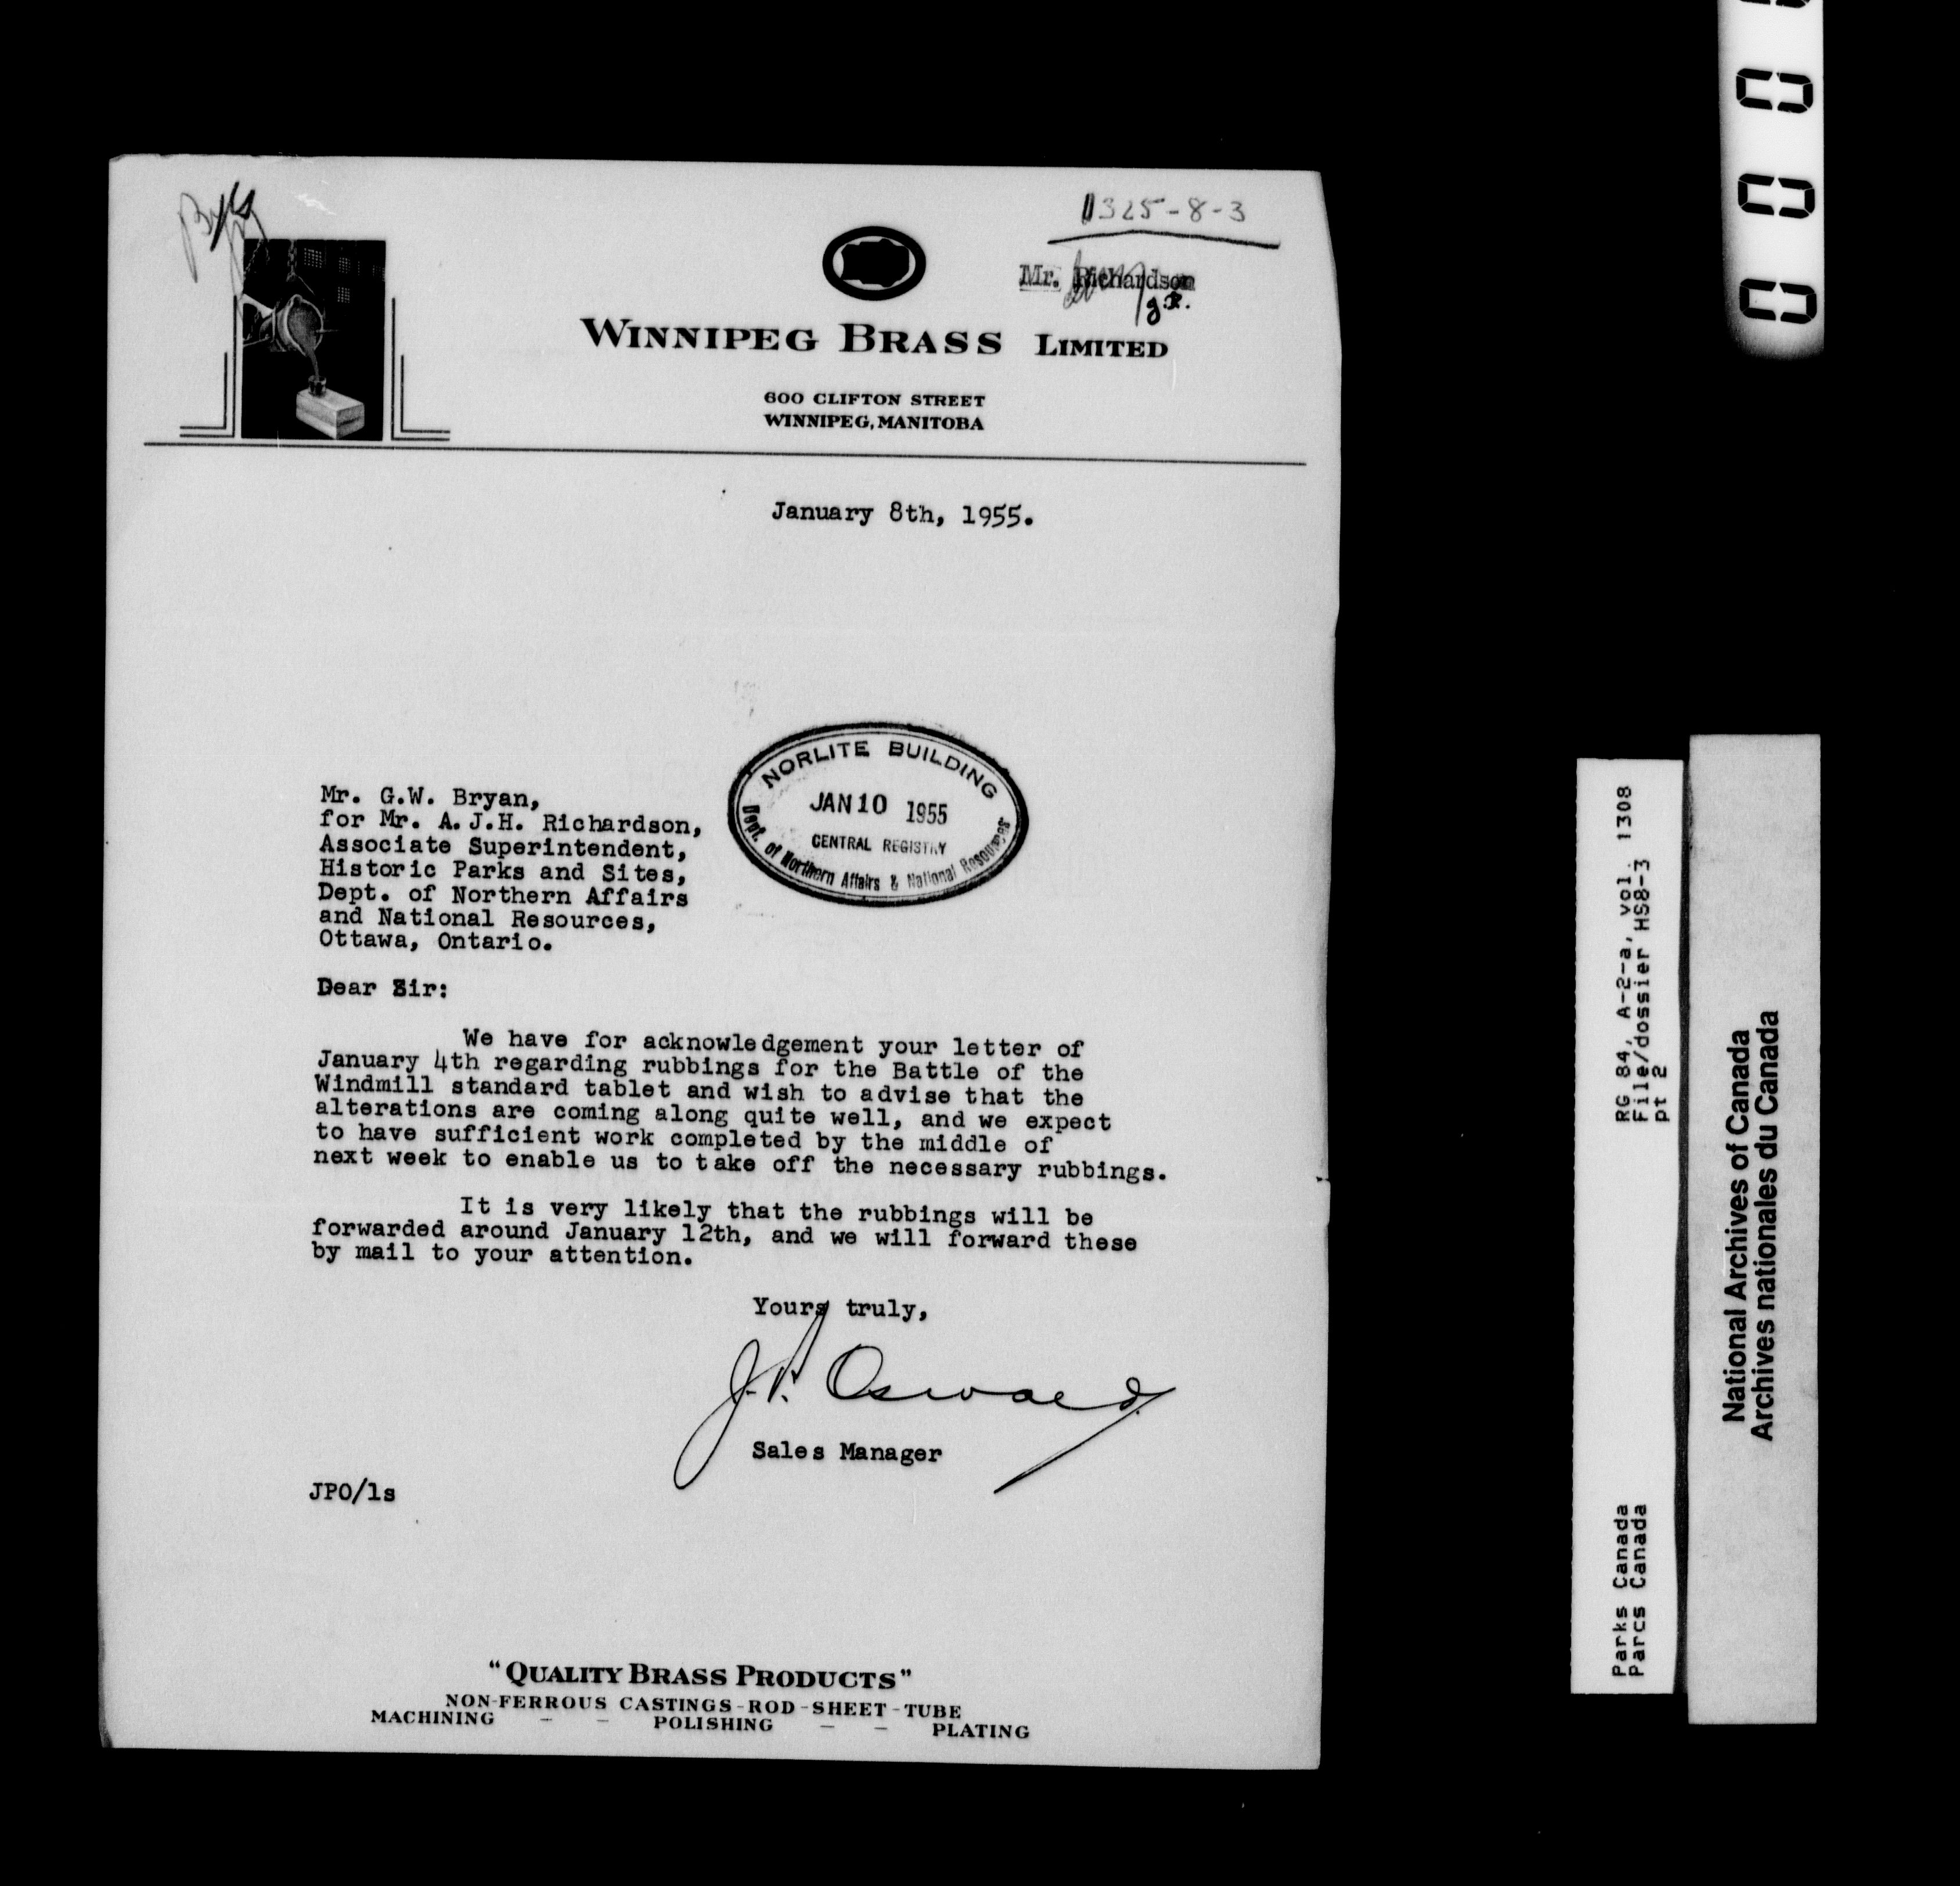 325-8-3
Mr. Richardson
WINNIPEG BRASS LIMITED
600 CLIFTON STREET
WINNIPEG, MANITOBA
January 8th, 1955.
NORLITE BUILDING
JAN 10 1955
CENTRAL REGISTRY
Dept. of Northern Affairs & National Resources
Mr. G.W. Bryan,
for Mr. A.J.H. Richardson,
Associate Superintendent,
Historic Parks and Sites,
Dept. of Northern Affairs
and National Resources,
Ottawa, Ontario.
Dear Sir:
We have for acknowledgement your letter of
January 4th regarding rubbings for the Battle of the
Windmill standard tablet and wish to advise that the
alterations are coming along quite well, and we expect
to have sufficient work completed by the middle of
next week to enable us to take off the necessary rubbings.
It is very likely that the rubbings will be
forwarded around January 12th, and we will forward these
by mail to your attention.
Yours truly,
J.P. Oswald
Sales Manager
JPO/ls
"QUALITY BRASS PRODUCTS"
NON-FERROUS CASTINGS-ROD-SHEET-TUBE
MACHINING - - POLISHING - - PLATING
RG 84, A-2-a, vol. 1308
File/dossier HS8-3
pt 2
Parks Canada
Parcs Canada
National Archives of Canada
Archives nationales du Canada
000